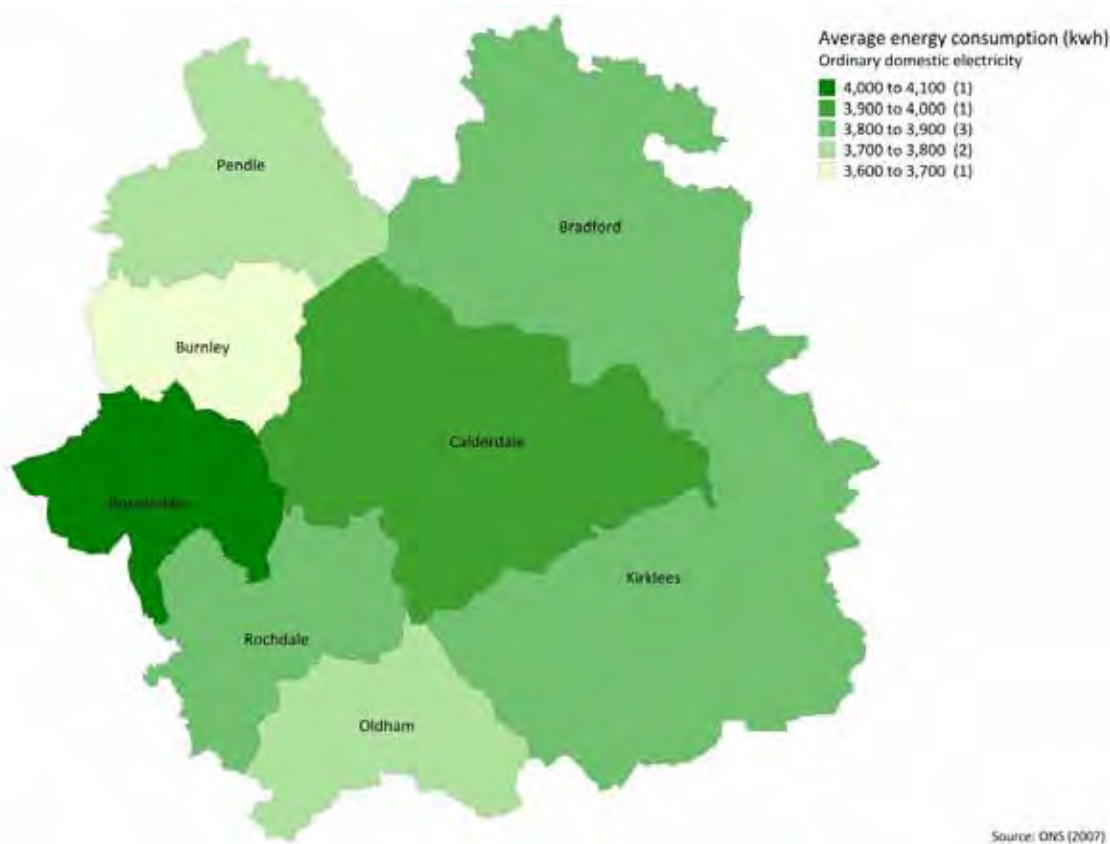 Average energy consumption (kwh)
Ordinary domestic electricity
4,000 to 4,100 (1)
3,900 to 4,000 (1)
3,800 to 3,900 (3)
3,700 to 3,800 (2)
3,600 to 3,700 (1)
Pendle
Bradford
Burnley
Calderdale
Kirklees
Rochdale
Oldham
Source: ONS (2007)